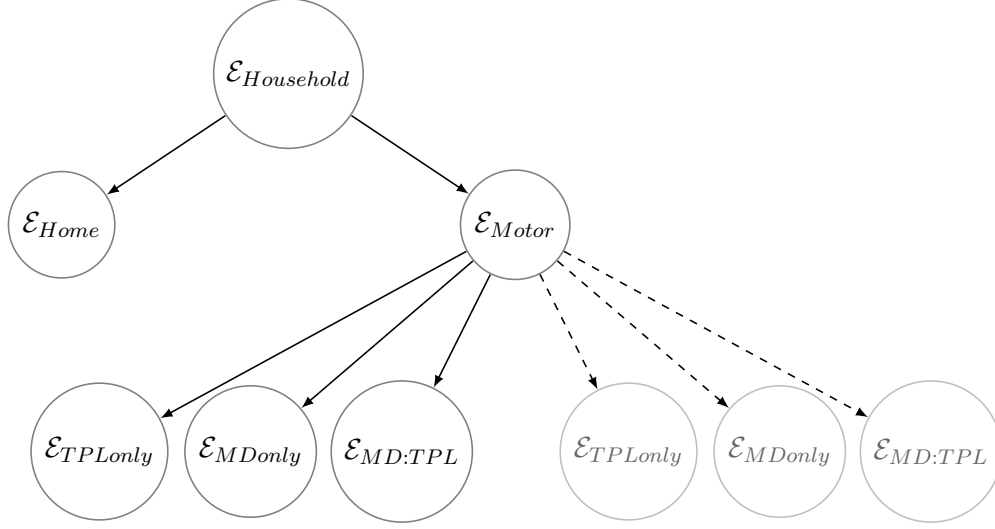 ℰ_Household
ℰ_Home
ℰ_Motor
ℰ_TPLonly
ℰ_MDonly
ℰ_MD:TPL
ℰ_TPLonly
ℰ_MDonly
ℰ_MD:TPL